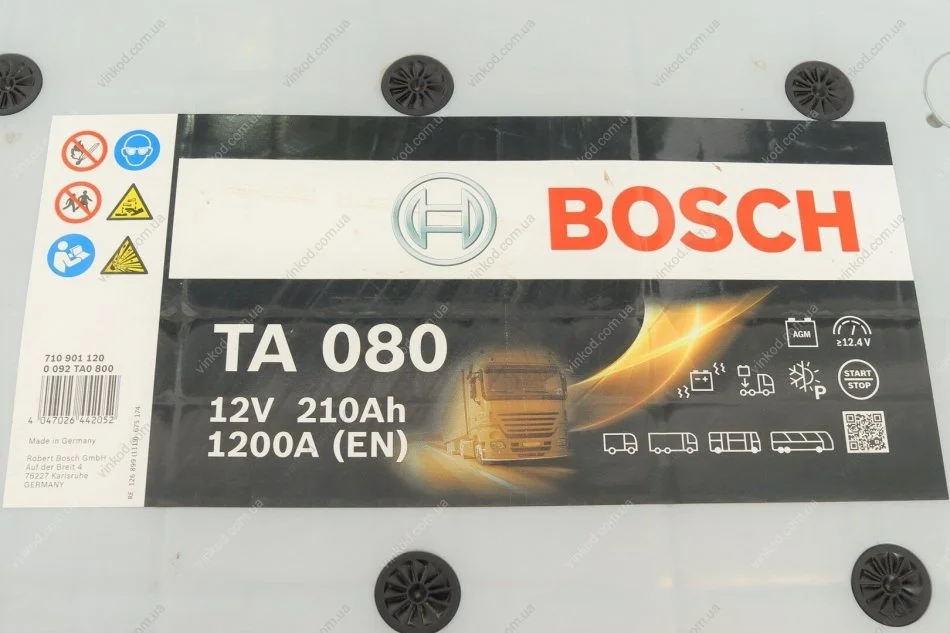 BOSCH
TA 080
12V 210Ah
1200A (EN)
AGM
≥12.4 V
P
START
STOP
710 901 120
0 092 TA0 800
4 047026 442052
Made in Germany
Robert Bosch GmbH
Auf der Breit 4
76227 Karlsruhe
GERMANY
vinkod.com.ua